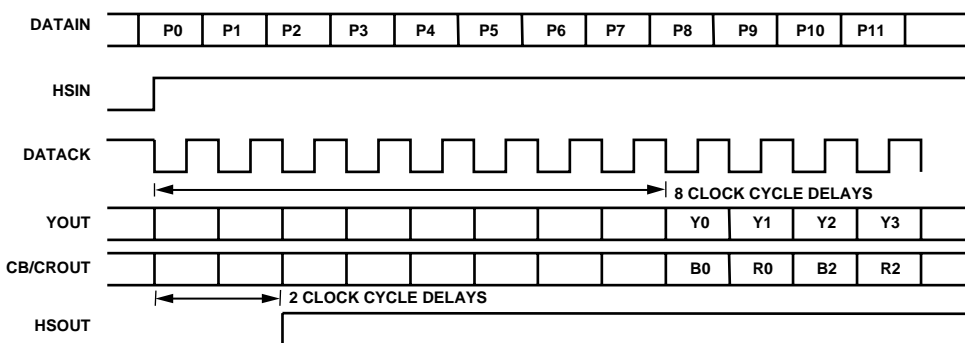 DATAIN P0 P1 P2 P3 P4 P5 P6 P7 P8 P9 P10 P11
HSIN
DATACK
8 CLOCK CYCLE DELAYS
YOUT Y0 Y1 Y2 Y3
CB/CROUT B0 R0 B2 R2
2 CLOCK CYCLE DELAYS
HSOUT